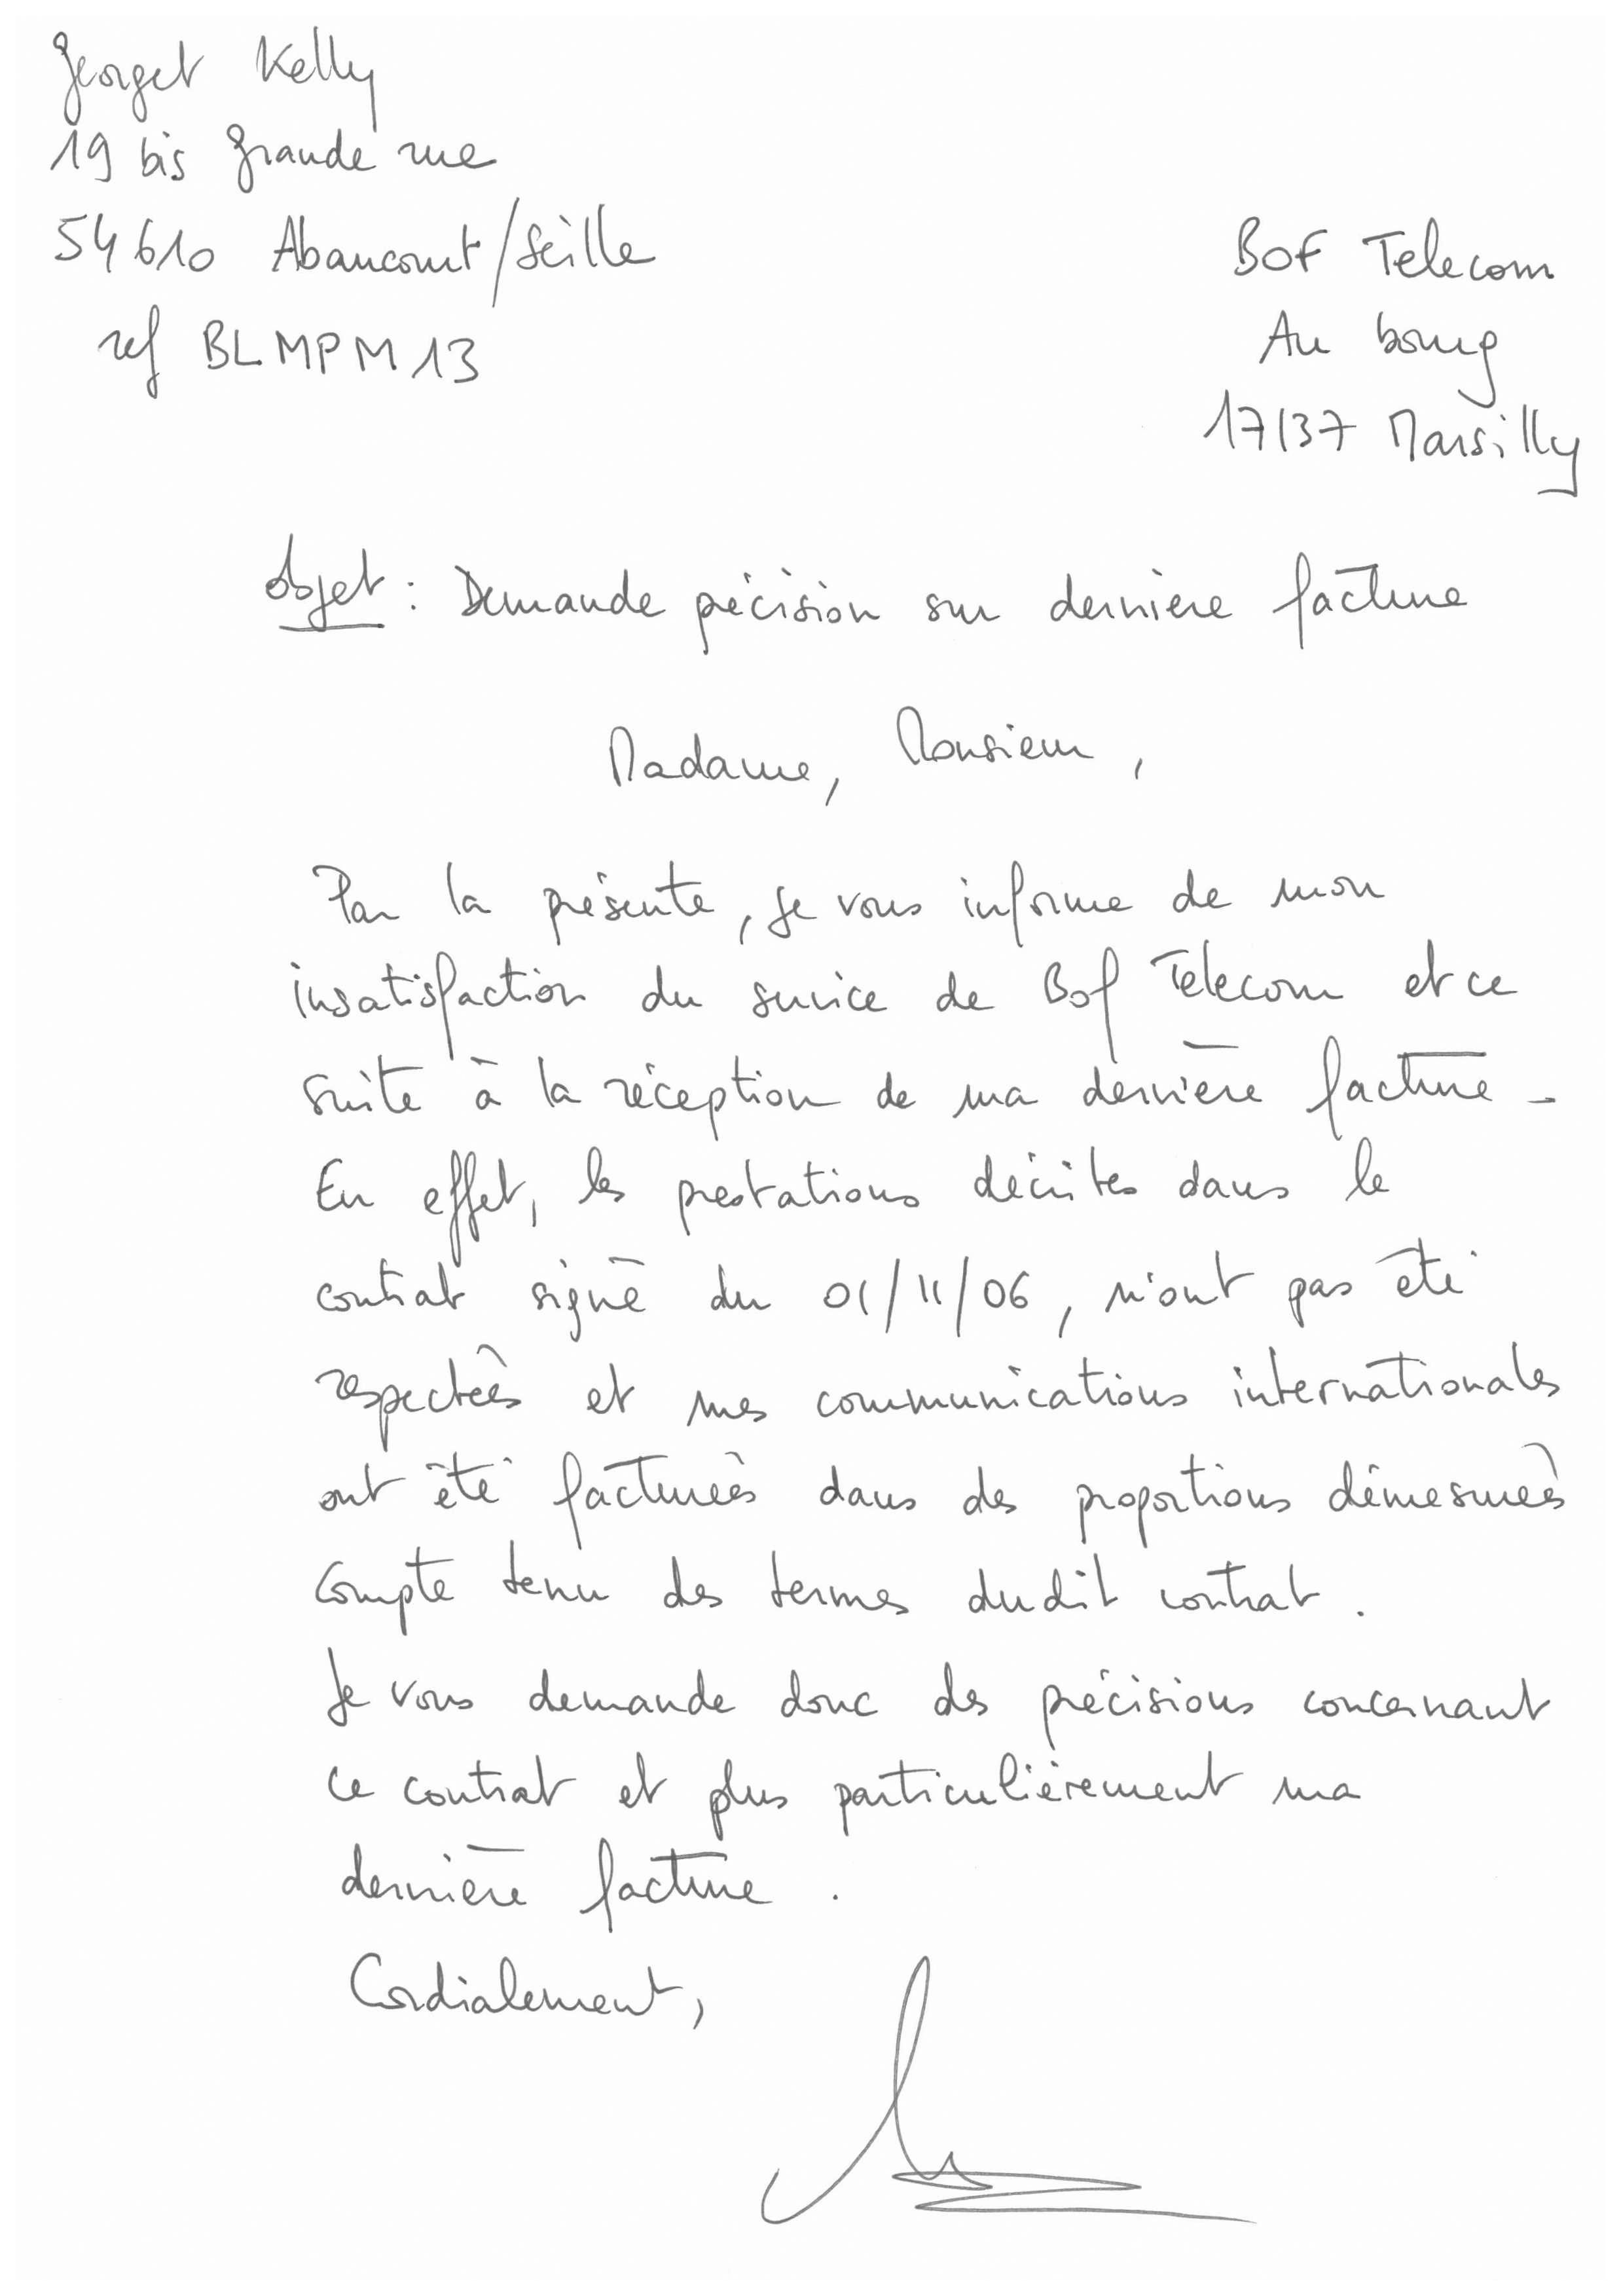 Georget Kelly
19 bis grande rue
54610 Abancourt/Seille
ref BLMPM13
BOF Telecom
Au bourg
17137 Marsilly
Objet : Demande précision sur dernière facture
Madame, Monsieur,
Par la présente, je vous informe de mon
insatisfaction du service de Bof Telecom et ce
suite à la réception de ma dernière facture.
En effet, les prestations décrites dans le
contrat signé du 01/11/06, n'ont pas été
respectées et mes communications internationales
ont été facturées dans des proportions démesurées
compte tenu des termes dudit contrat.
Je vous demande donc des précisions concernant
ce contrat et plus particulièrement ma
dernière facture.
Cordialement,